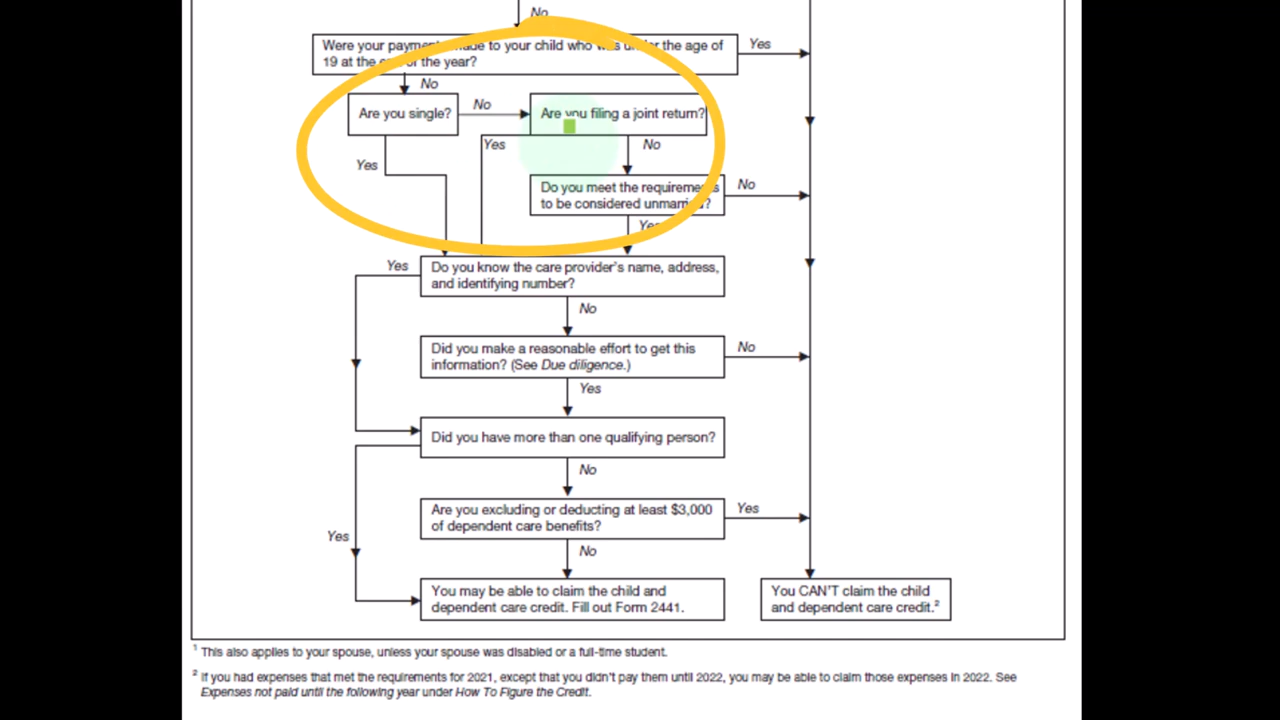 No
Were your payments made to your child who was under the age of
19 at the end of the year?
Yes
No
Are you single?
No
Are you filing a joint return?
Yes
No
Yes
Do you meet the requirements
to be considered unmarried?
No
Yes
Yes
Do you know the care provider's name, address,
and identifying number?
No
Did you make a reasonable effort to get this
information? (See Due diligence.)
No
Yes
Did you have more than one qualifying person?
No
Are you excluding or deducting at least $3,000
of dependent care benefits?
Yes
Yes
No
You may be able to claim the child and
dependent care credit. Fill out Form 2441.
You CAN'T claim the child
and dependent care credit.²
¹ This also applies to your spouse, unless your spouse was disabled or a full-time student.
² If you had expenses that met the requirements for 2021, except that you didn't pay them until 2022, you may be able to claim those expenses in 2022. See
Expenses not paid until the following year under How To Figure the Credit.